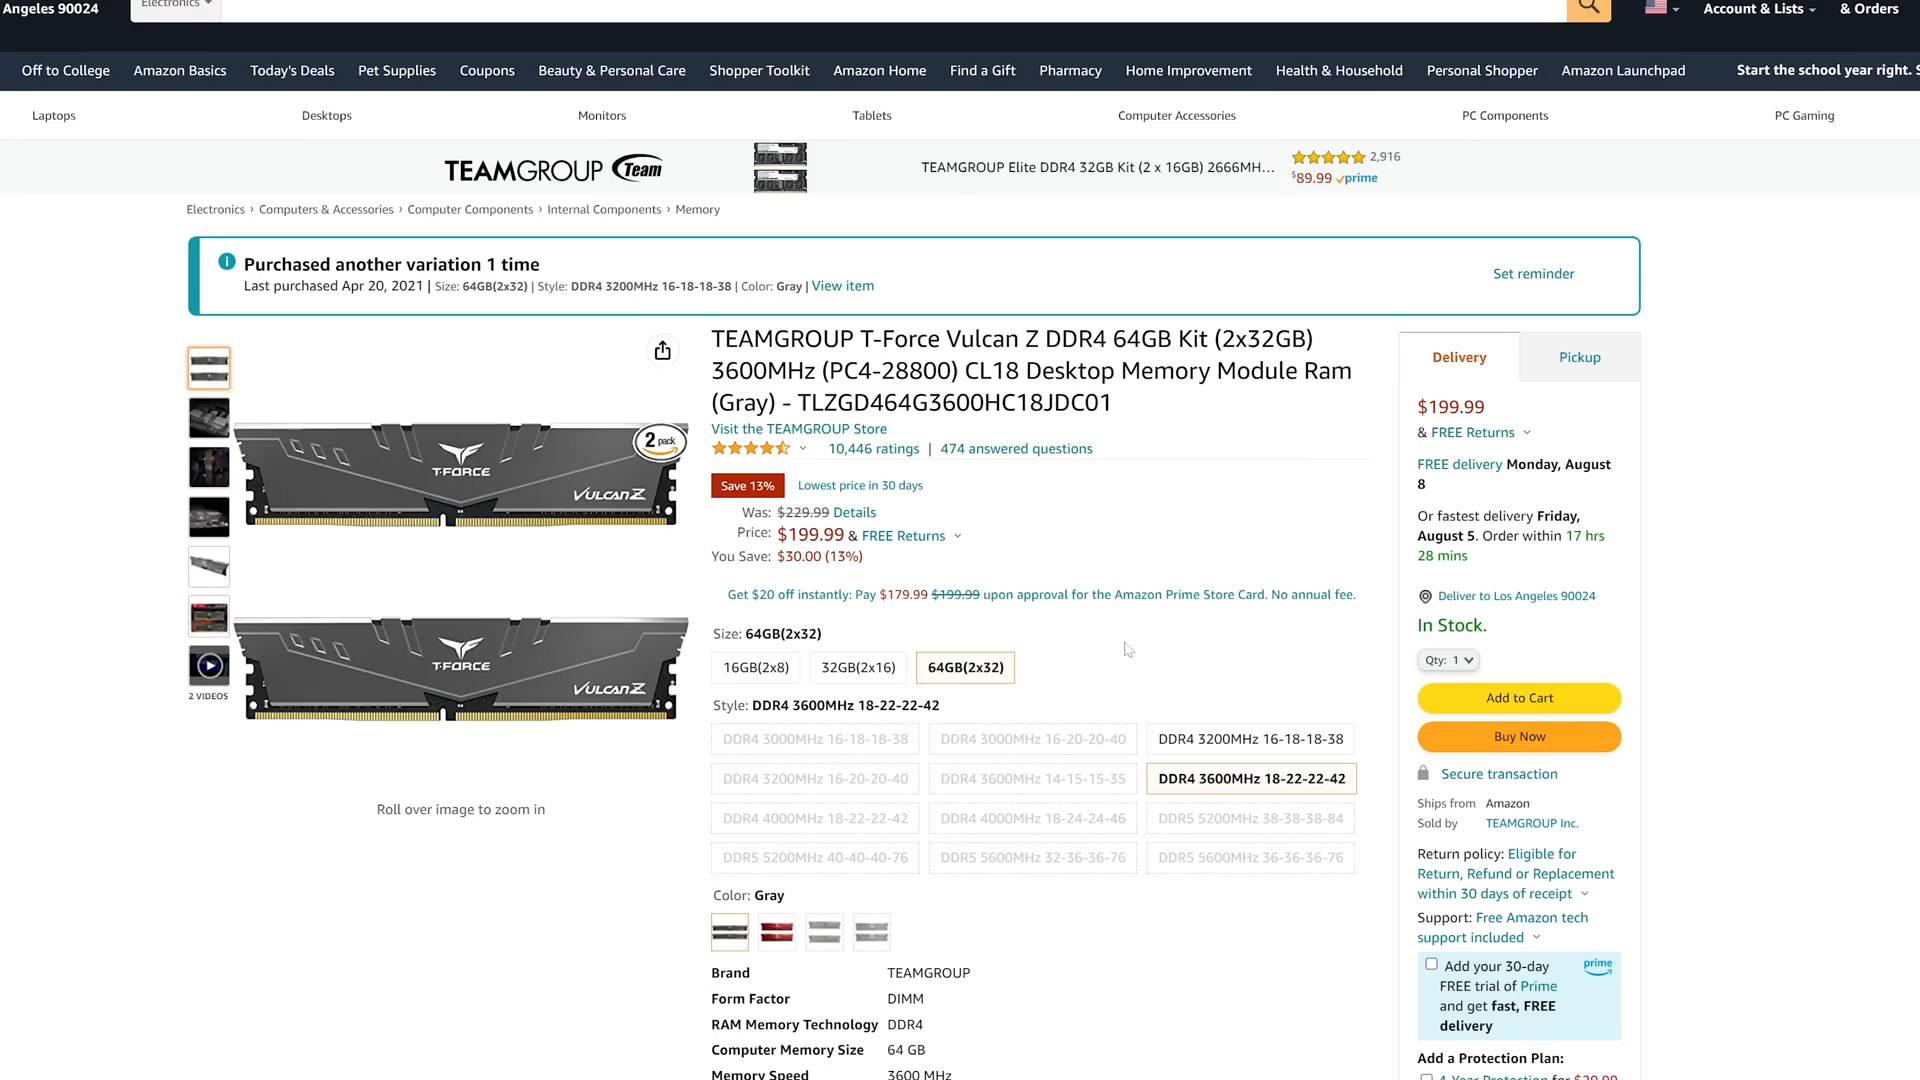 Angeles 90024
Electronics
Account & Lists
& Orders
Off to College Amazon Basics Today's Deals Pet Supplies Coupons Beauty & Personal Care Shopper Toolkit Amazon Home Find a Gift Pharmacy Home Improvement Health & Household Personal Shopper Amazon Launchpad Start the school year right. S
Laptops Desktops Monitors Tablets Computer Accessories PC Components PC Gaming
TEAMGROUP Team
TEAMGROUP Elite DDR4 32GB Kit (2 x 16GB) 2666MH...
2,916
$89.99 prime
Electronics › Computers & Accessories › Computer Components › Internal Components › Memory
i Purchased another variation 1 time
Last purchased Apr 20, 2021 | Size: 64GB(2x32) | Style: DDR4 3200MHz 16-18-18-38 | Color: Gray | View item
Set reminder
2 VIDEOS
2 pack
T-FORCE
VULCANZ
T-FORCE
VULCANZ
Roll over image to zoom in
TEAMGROUP T-Force Vulcan Z DDR4 64GB Kit (2x32GB)
3600MHz (PC4-28800) CL18 Desktop Memory Module Ram
(Gray) - TLZGD464G3600HC18JDC01
Visit the TEAMGROUP Store
10,446 ratings | 474 answered questions
Save 13% Lowest price in 30 days
Was: $229.99 Details
Price: $199.99 & FREE Returns
You Save: $30.00 (13%)
Get $20 off instantly: Pay $179.99 $199.99 upon approval for the Amazon Prime Store Card. No annual fee.
Size: 64GB(2x32)
16GB(2x8) 32GB(2x16) 64GB(2x32)
Style: DDR4 3600MHz 18-22-22-42
DDR4 3000MHz 16-18-18-38 DDR4 3000MHz 16-20-20-40 DDR4 3200MHz 16-18-18-38
DDR4 3200MHz 16-20-20-40 DDR4 3600MHz 14-15-15-35 DDR4 3600MHz 18-22-22-42
DDR4 4000MHz 18-22-22-42 DDR4 4000MHz 18-24-24-46 DDR5 5200MHz 38-38-38-84
DDR5 5200MHz 40-40-40-76 DDR5 5600MHz 32-36-36-76 DDR5 5600MHz 36-36-36-76
Color: Gray
Brand TEAMGROUP
Form Factor DIMM
RAM Memory Technology DDR4
Computer Memory Size 64 GB
Memory Speed 3600 MHz
Delivery Pickup
$199.99
& FREE Returns
FREE delivery Monday, August
8
Or fastest delivery Friday,
August 5. Order within 17 hrs
28 mins
Deliver to Los Angeles 90024
In Stock.
Qty: 1
Add to Cart
Buy Now
Secure transaction
Ships from Amazon
Sold by TEAMGROUP Inc.
Return policy: Eligible for
Return, Refund or Replacement
within 30 days of receipt
Support: Free Amazon tech
support included
Add your 30-day
prime
FREE trial of Prime
and get fast, FREE
delivery
Add a Protection Plan:
4-Year Protection for $29.99